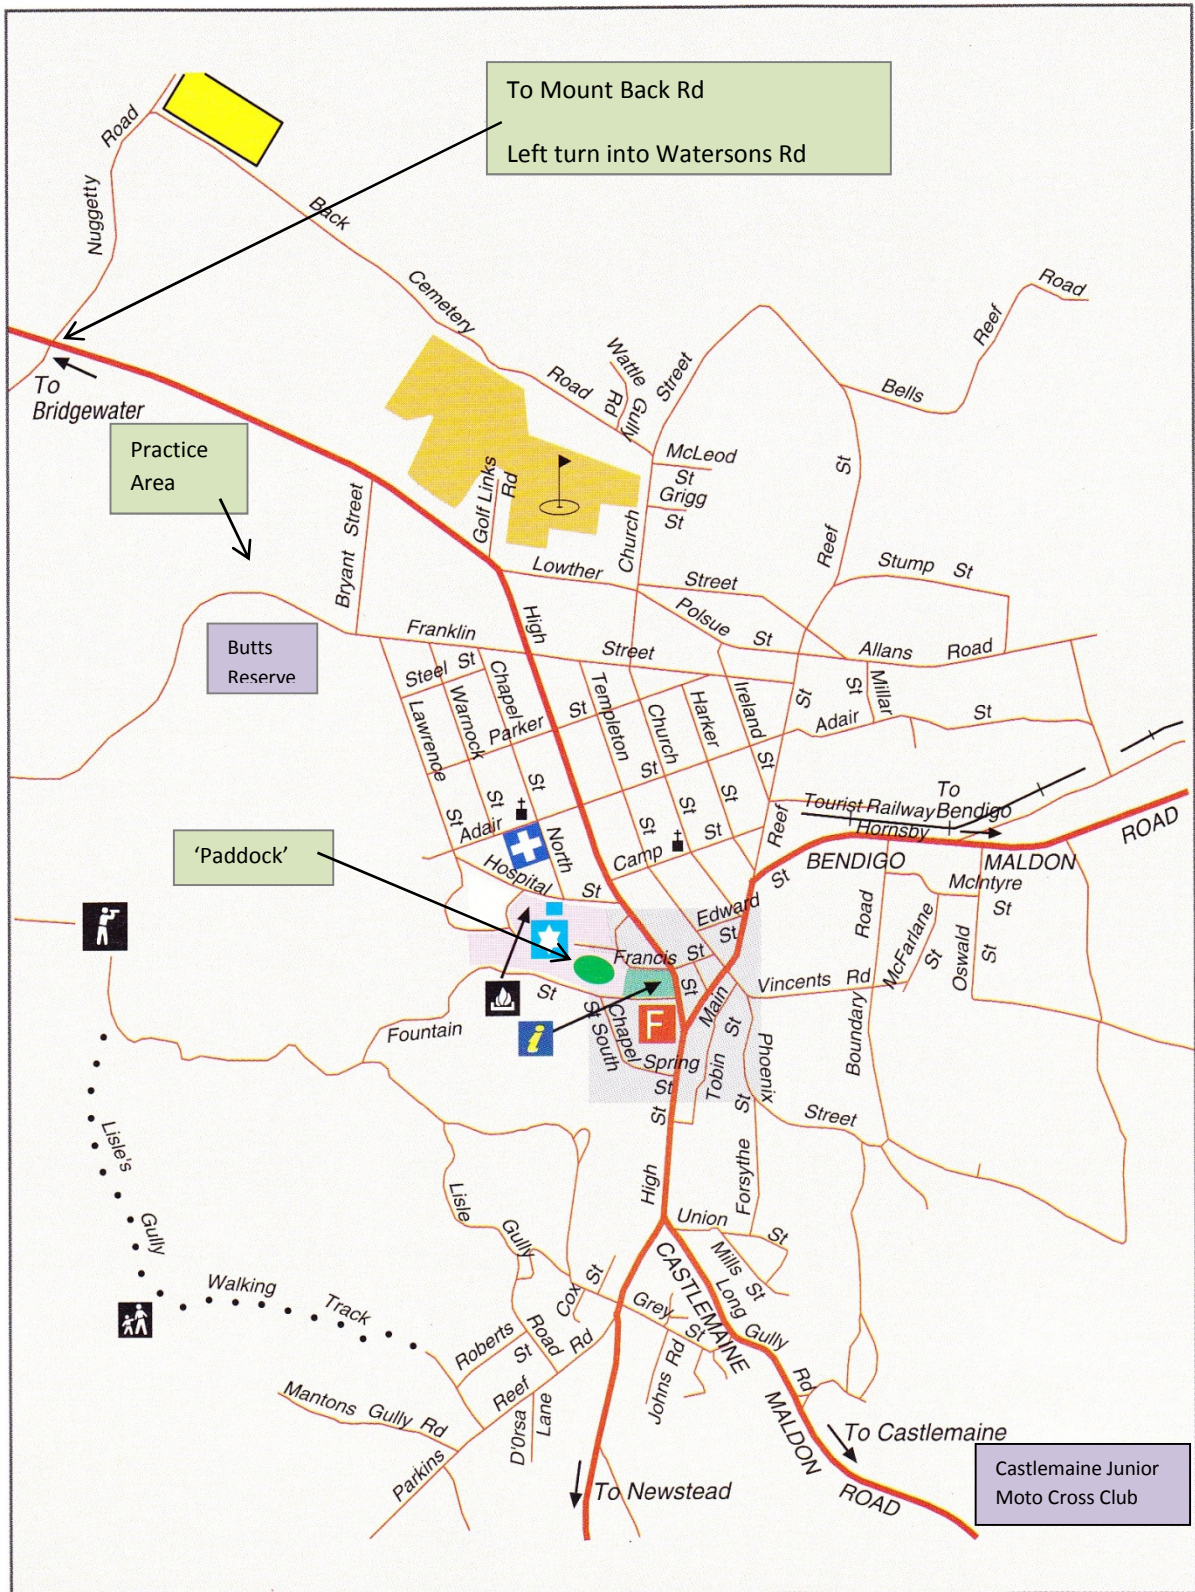 To Mount Back Rd
Left turn into Watersons Rd
Nuggetty Road
Back Cemetery Road
To
Bridgewater
Practice
Area
Wattle Gully Rd
Church Street
Reef Road
Bells
McLeod
St
Grigg
St
Golf Links Rd
Bryant Street
Reef St
Stump St
Lowther Street
Polsue St
High
Franklin Street
Allans Road
Butts
Reserve
Steel St
Chapel
Warnock
Lawrence
Parker St
Templeton
Church
Harker
Ireland
St
Millar
St
Adair St
St
St
St
St
St
St
St
St
Adair
North
Camp St
Reef
To
Bendigo
Tourist Railway
Hornsby
BENDIGO MALDON ROAD
St
McIntyre
St
'Paddock'
Hospital St
Edward
St
Road
McFarlane
St
Oswald
St
Francis St
St
Main
Vincents Rd
St
Fountain
St South
Chapel
Spring
St
F
i
St
Tobin
St
Phoenix
St
Boundary
Street
Forsythe
High
Lisle's
Gully
Walking
Track
Lisle
Gully
Road
Union
St
Mills
St
Long
Gully
Rd
CASTLEMAINE
MALDON
ROAD
Cox St
Grey
St
Roberts
St
Reef Rd
Johns Rd
D'Orsa
Lane
Mantons Gully Rd
Parkins
To Castlemaine
To Newstead
Castlemaine Junior
Moto Cross Club